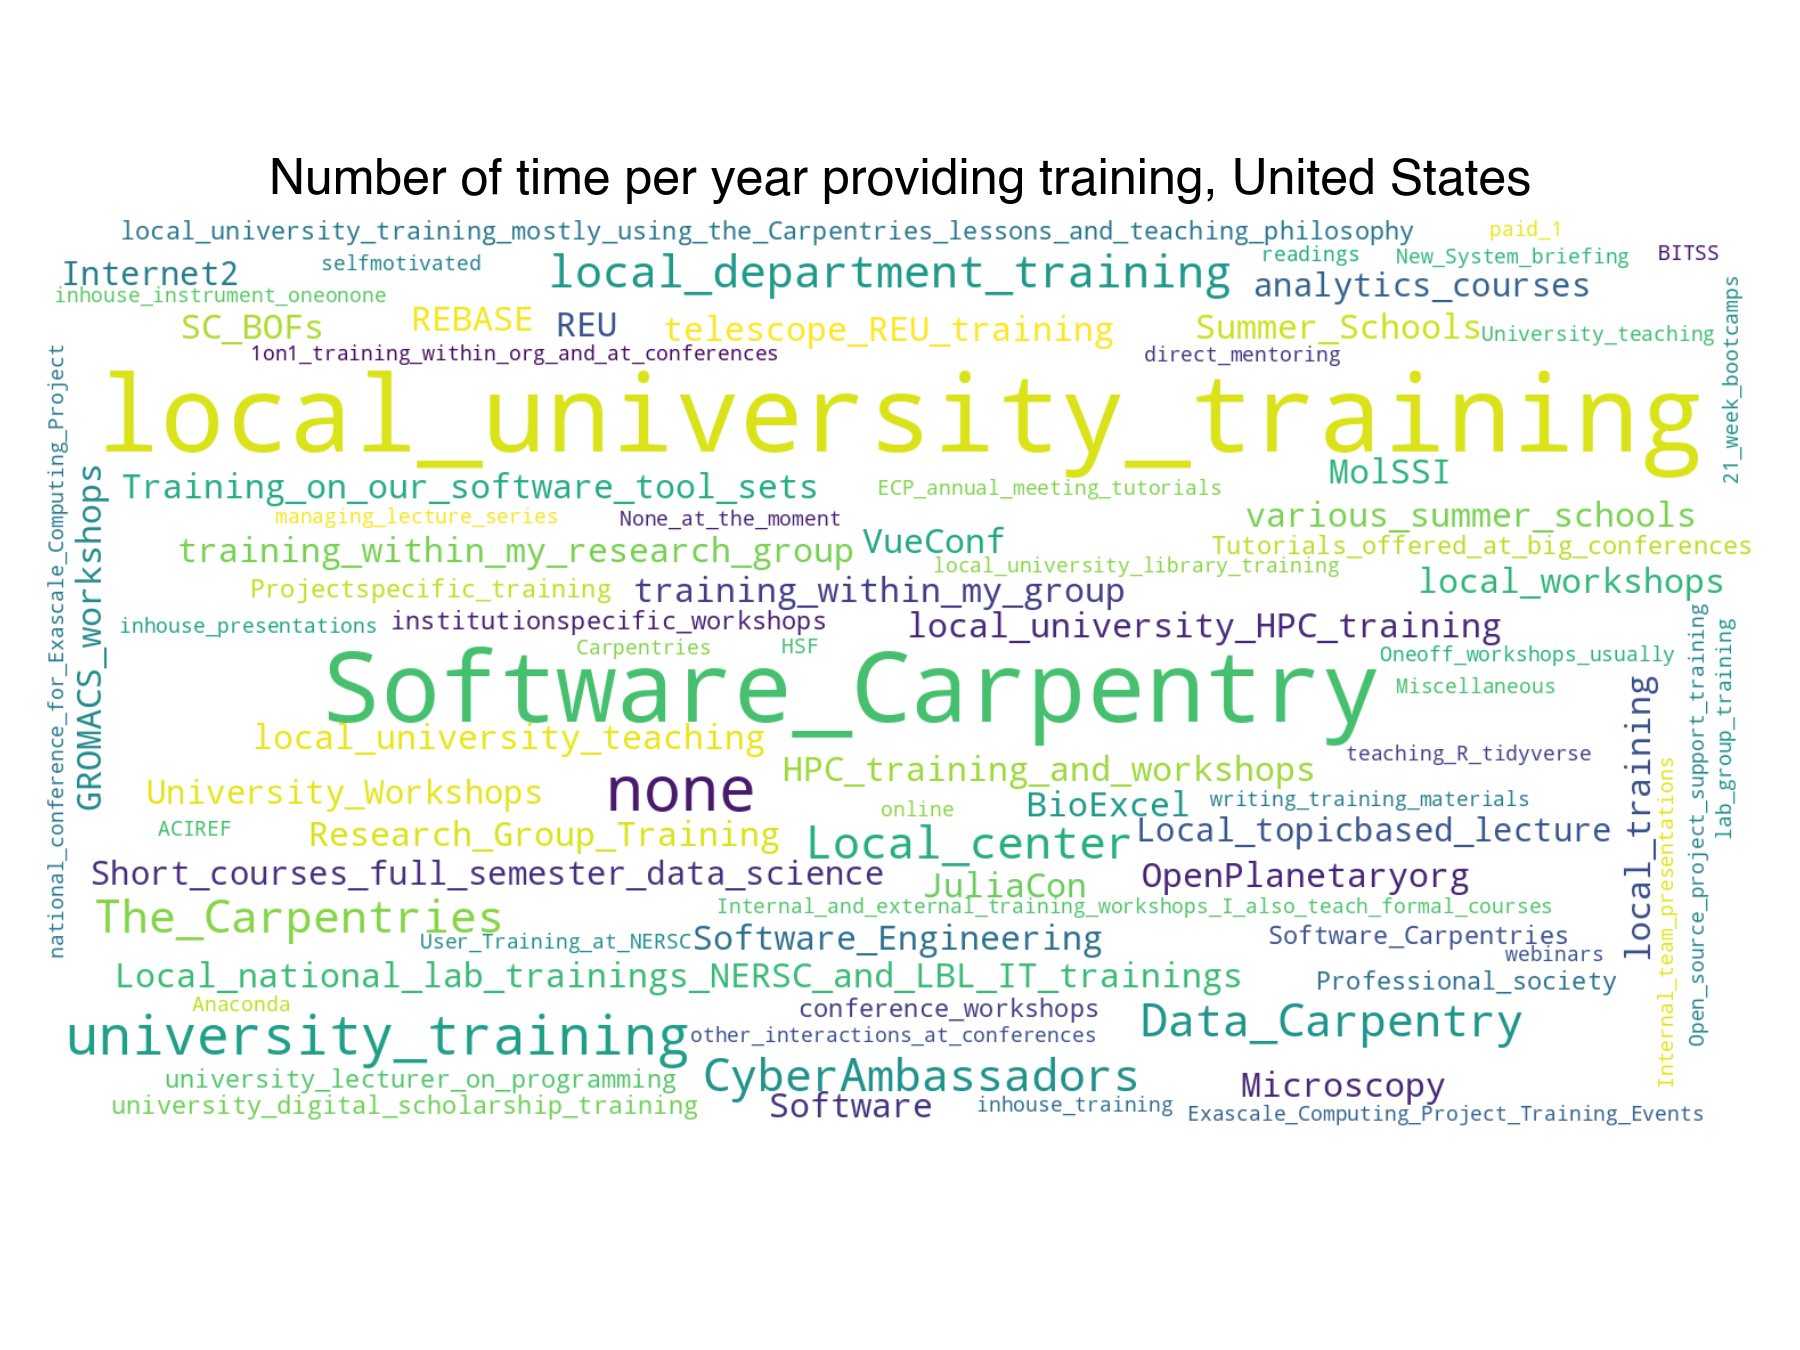 Number of time per year providing training, United States
local_university_training_mostly_using_the_Carpentries_lessons_and_teaching_philosophy
paid_1
Internet2
selfmotivated
local_department_training
readings
New_System_briefing
BITSS
inhouse_instrument_oneonone
analytics_courses
SC_BOFs
REBASE
REU
telescope_REU_training
Summer_Schools
University_teaching
1on1_training_within_org_and_at_conferences
direct_mentoring
21_week_bootcamps
national_conference_for_Exascale_Computing_Project
local_university_training
GROMACS_workshops
Training_on_our_software_tool_sets
ECP_annual_meeting_tutorials
MolSSI
managing_lecture_series
None_at_the_moment
various_summer_schools
training_within_my_research_group
VueConf
Tutorials_offered_at_big_conferences
local_university_library_training
Projectspecific_training
training_within_my_group
local_workshops
inhouse_presentations
institutionspecific_workshops
local_university_HPC_training
Carpentries
HSF
Oneoff_workshops_usually
Software_Carpentry
Miscellaneous
local_training
Open_source_project_support_training
lab_group_training
local_university_teaching
teaching_R_tidyverse
HPC_training_and_workshops
none
University_Workshops
online
BioExcel
writing_training_materials
Internal_team_presentations
ACIREF
Research_Group_Training
Local_center
Local_topicbased_lecture
Short_courses_full_semester_data_science
JuliaCon
OpenPlanetaryorg
The_Carpentries
Internal_and_external_training_workshops_I_also_teach_formal_courses
User_Training_at_NERSC
Software_Engineering
Software_Carpentries
webinars
Local_national_lab_trainings_NERSC_and_LBL_IT_trainings
Professional_society
Anaconda
conference_workshops
university_training
other_interactions_at_conferences
Data_Carpentry
university_lecturer_on_programming
CyberAmbassadors
Microscopy
university_digital_scholarship_training
Software
inhouse_training
Exascale_Computing_Project_Training_Events